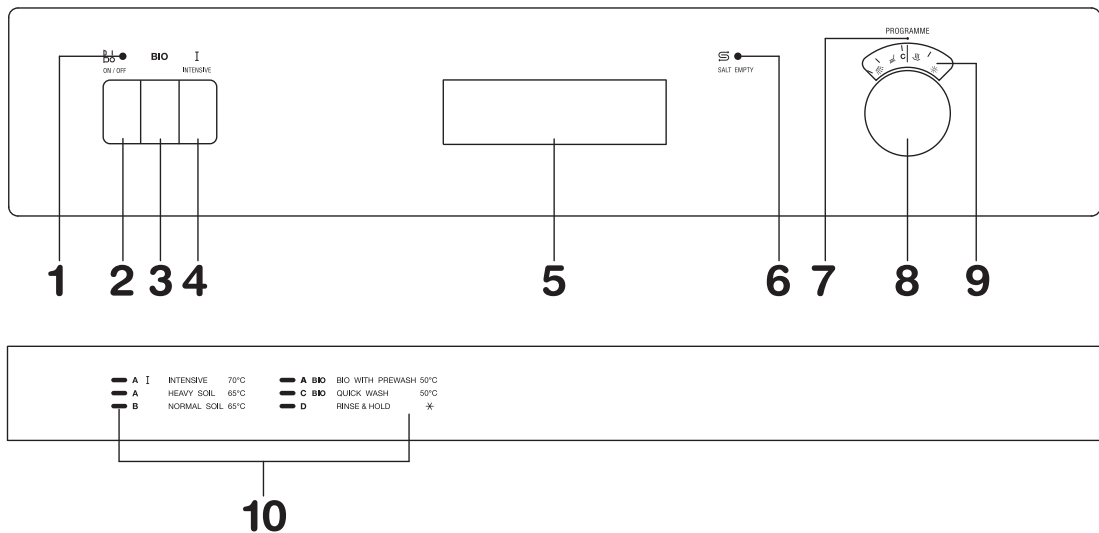 BIO I
ON / OFF INTENSIVE
SALT EMPTY
PROGRAMME
C
1 2 3 4 5 6 7 8 9
A I INTENSIVE 70°C
A HEAVY SOIL 65°C
B NORMAL SOIL 65°C
A BIO BIO WITH PREWASH 50°C
C BIO QUICK WASH 50°C
D RINSE & HOLD
10